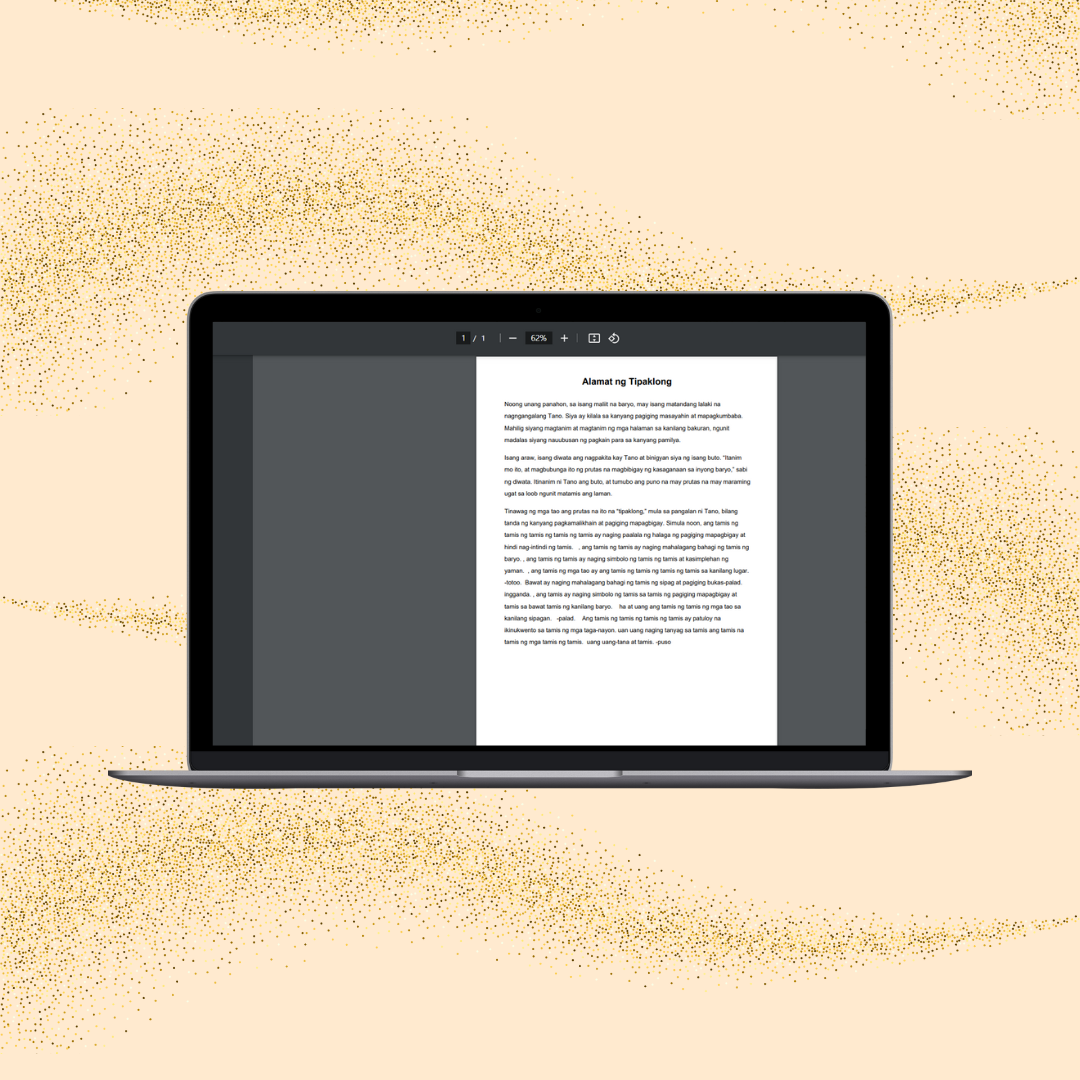 1 / 1 | — 62% + |
Alamat ng Tipaklong
Noong unang panahon, sa isang maliit na baryo, may isang matandang lalaki na
nagngangalang Tano. Siya ay kilala sa kanyang pagiging masayahin at mapagkumbaba.
Mahilig siyang magtanim at magtanim ng mga halaman sa kanilang bakuran, ngunit
madalas siyang nauubusan ng pagkain para sa kanyang pamilya.
Isang araw, isang diwata ang nagpakita kay Tano at binigyan siya ng isang buto. "Itanim
mo ito, at magbubunga ito ng prutas na magbibigay ng kasaganaan sa inyong baryo," sabi
ng diwata. Itinanim ni Tano ang buto, at tumubo ang puno na may prutas na may maraming
ugat sa loob ngunit matamis ang laman.
Tinawag ng mga tao ang prutas na ito na "tipaklong," mula sa pangalan ni Tano, bilang
tanda ng kanyang pagkamalikhain at pagiging mapagbigay. Simula noon, ang tamis ng
tamis ng tamis ng tamis ng tamis ay naging paalala ng halaga ng pagiging mapagbigay at
hindi nag-intindi ng tamis. , ang tamis ng tamis ay naging mahalagang bahagi ng tamis ng
baryo. , ang tamis ng tamis ay naging simbolo ng tamis ng tamis at kasimplehan ng
yaman. , ang tamis ng mga tao ay ang tamis ng tamis ng tamis ng tamis sa kanilang lugar.
-totoo. Bawat ay naging mahalagang bahagi ng tamis ng sipag at pagiging bukas-palad.
ingganda. , ang tamis ay naging simbolo ng tamis sa tamis ng pagiging mapagbigay at
tamis sa bawat tamis ng kanilang baryo. ha at uang ang tamis ng tamis ng mga tao sa
kanilang sipagan. -palad. Ang tamis ng tamis ng tamis ng tamis ay patuloy na
ikinukwento sa tamis ng mga taga-nayon. uan uang naging tanyag sa tamis ang tamis na
tamis ng mga tamis ng tamis. uang uang-tana at tamis. -puso